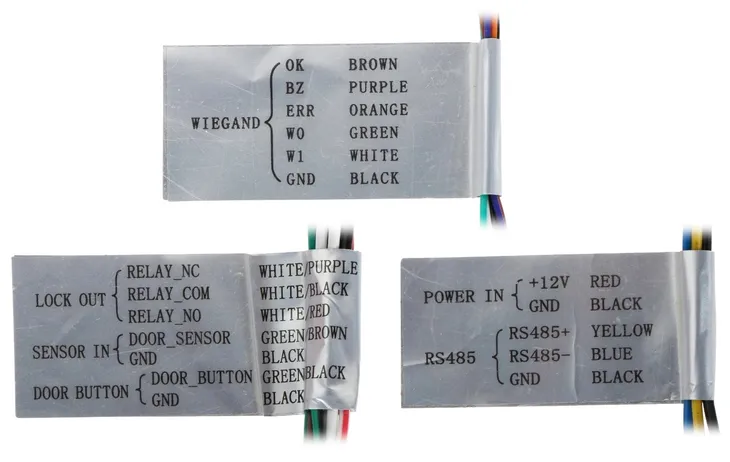 OK BROWN
BZ PURPLE
ERR ORANGE
WIEGAND W0 GREEN
W1 WHITE
GND BLACK
RELAY_NC WHITE/PURPLE
LOCK OUT RELAY_COM WHITE/BLACK
RELAY_NO WHITE/RED
SENSOR IN DOOR_SENSOR GREEN/BROWN
GND BLACK
DOOR BUTTON DOOR_BUTTON GREENBLACK
GND BLACK
POWER IN +12V RED
GND BLACK
RS485+ YELLOW
RS485 RS485- BLUE
GND BLACK